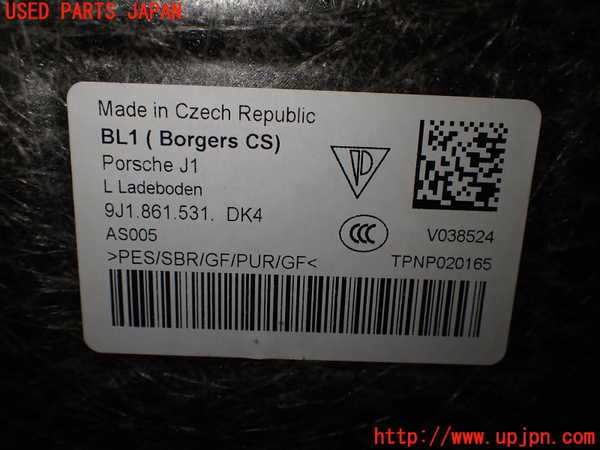 USED PARTS JAPAN
Made in Czech Republic
BL1 ( Borgers CS)
Porsche J1
L Ladeboden
9J1.861.531. DK4
AS005
V038524
>PES/SBR/GF/PUR/GF<
TPNP020165
http://www.upjpn.com/